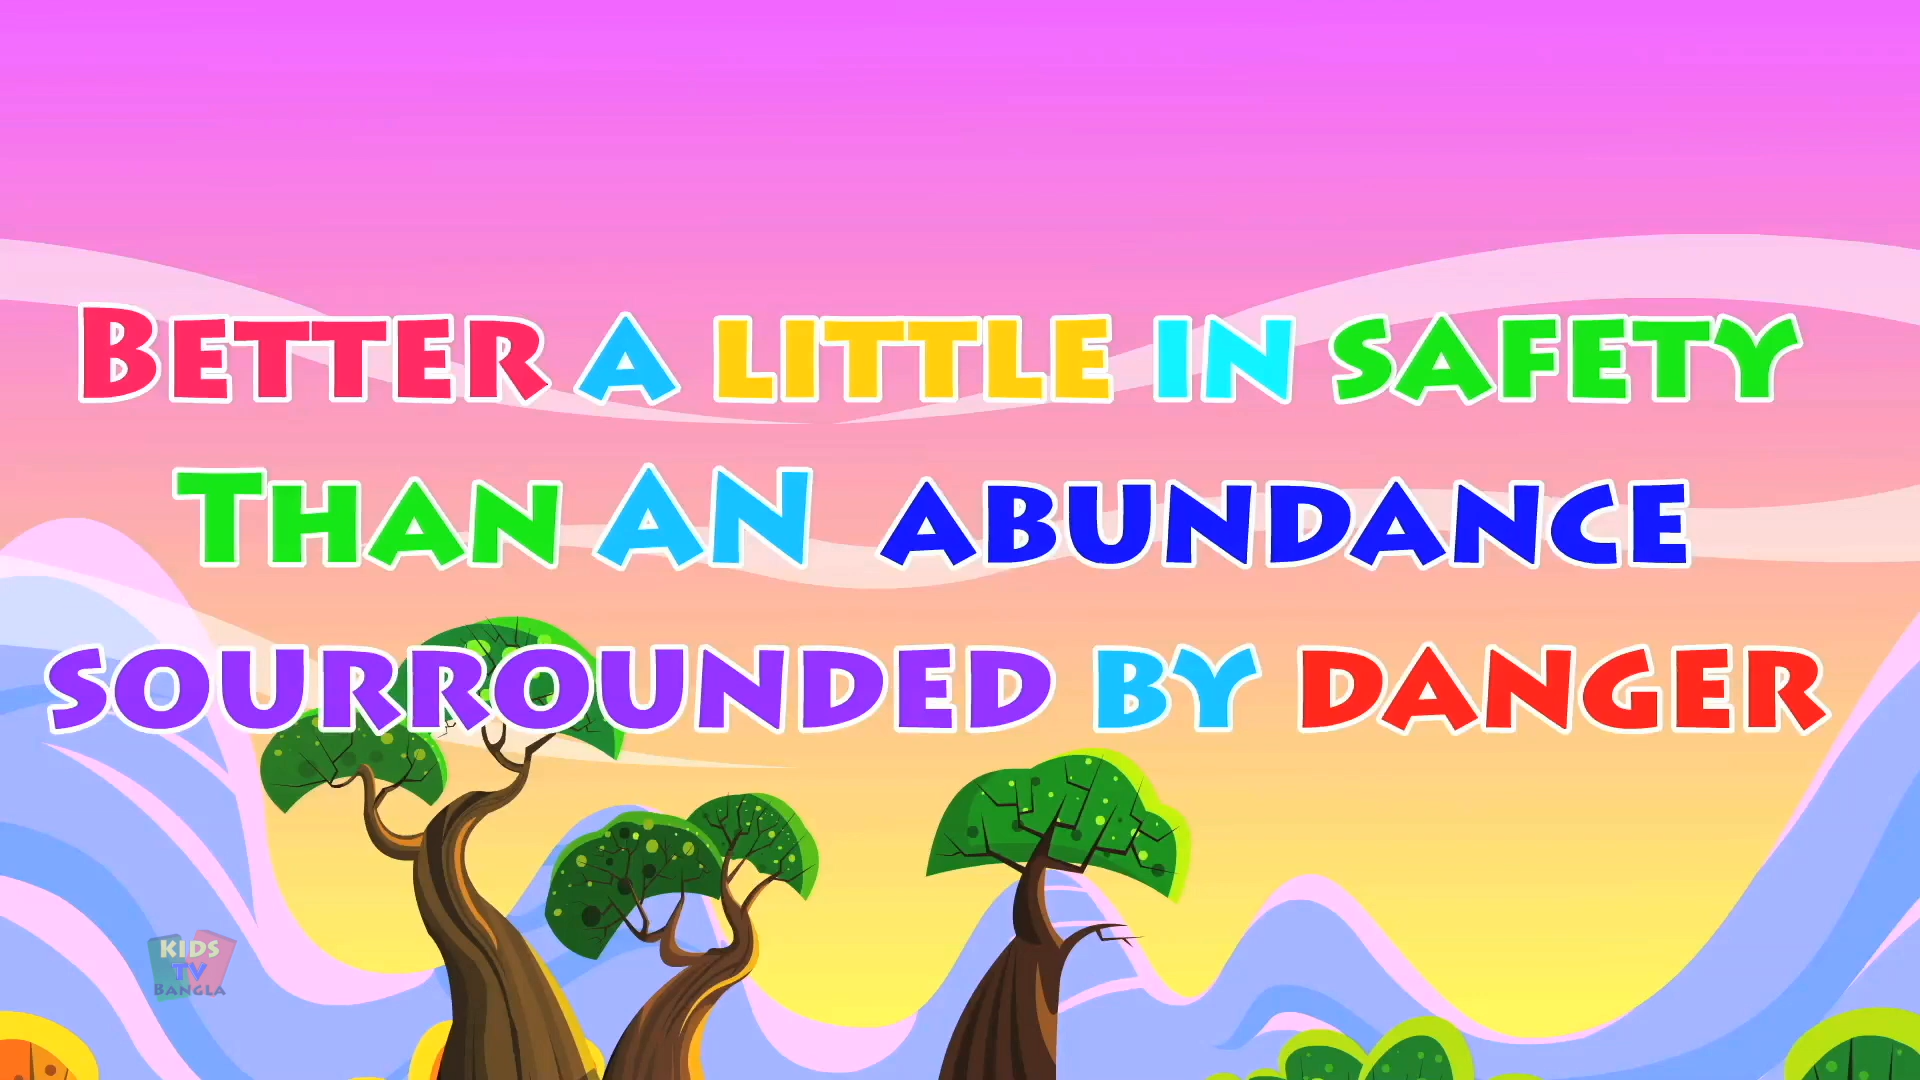 Better a little in safety
Than an abundance
sourrounded by danger
KIDS
TV
BANGLA